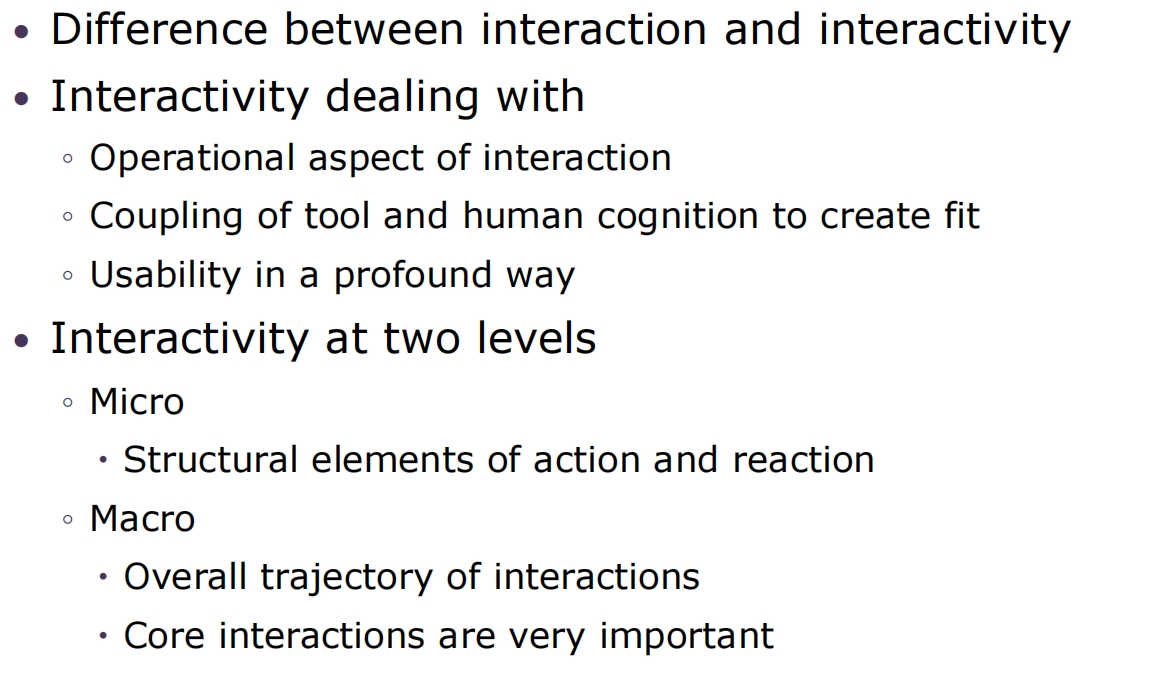 • Difference between interaction and interactivity
• Interactivity dealing with
◦ Operational aspect of interaction
◦ Coupling of tool and human cognition to create fit
◦ Usability in a profound way
• Interactivity at two levels
◦ Micro
• Structural elements of action and reaction
◦ Macro
• Overall trajectory of interactions
• Core interactions are very important